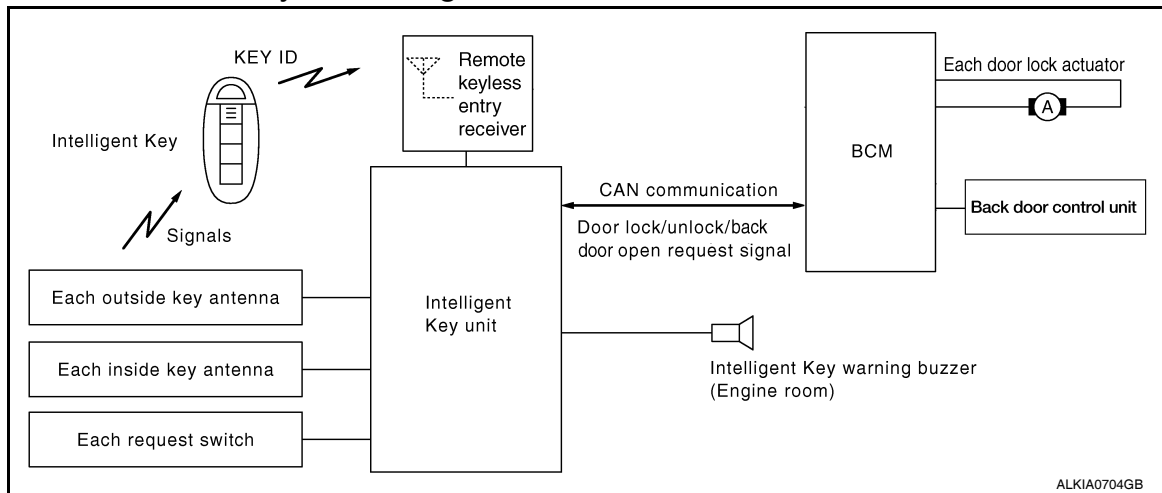 KEY ID
Remote
keyless
entry
receiver
Intelligent Key
Signals
Each outside key antenna
Each inside key antenna
Each request switch
Intelligent
Key unit
CAN communication
Door lock/unlock/back
door open request signal
BCM
Each door lock actuator
A
Back door control unit
Intelligent Key warning buzzer
(Engine room)
ALKIA0704GB